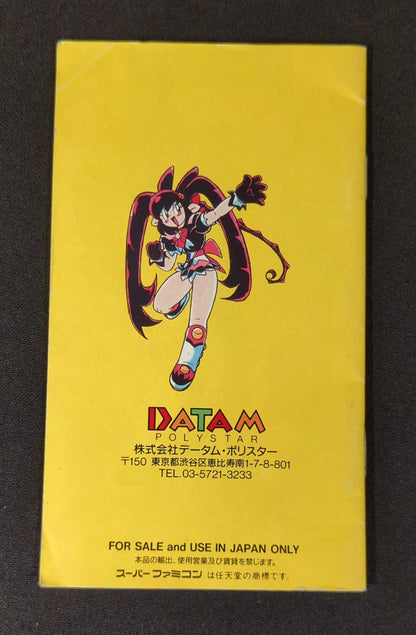 DATAM
POLYSTAR
株式会社データム・ポリスター
〒150 東京都渋谷区恵比寿南1-7-8-801
TEL.03-5721-3233
FOR SALE and USE IN JAPAN ONLY
本品の輸出、使用営業及び賃貸を禁じます。
スーパーファミコンは任天堂の商標です。